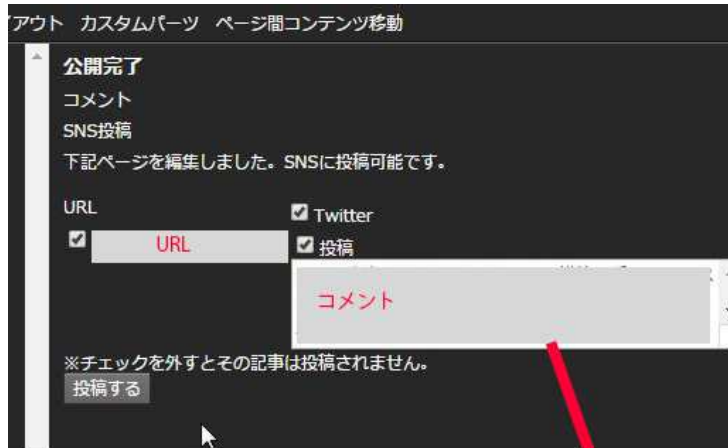 アウト カスタムパーツ ページ間コンテンツ移動
公開完了
コメント
SNS投稿
下記ページを編集しました。SNSに投稿可能です。
URL
Twitter
URL
投稿
コメント
※チェックを外すとその記事は投稿されません。
投稿する